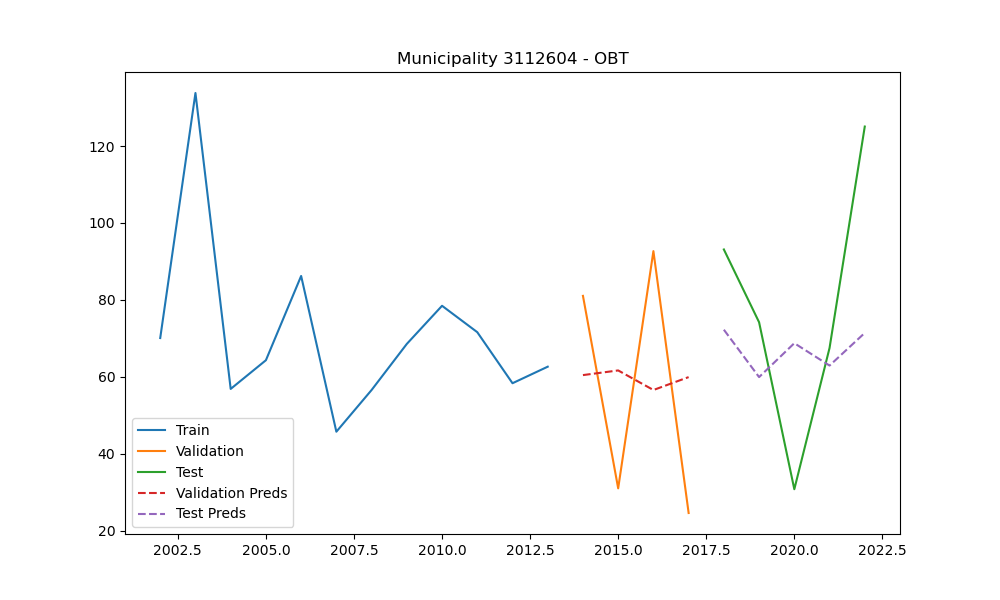 Municipality 3112604 - OBT
120
100
80
60
40
20
Train
Validation
Test
Validation Preds
Test Preds
2002.5 2005.0 2007.5 2010.0 2012.5 2015.0 2017.5 2020.0 2022.5